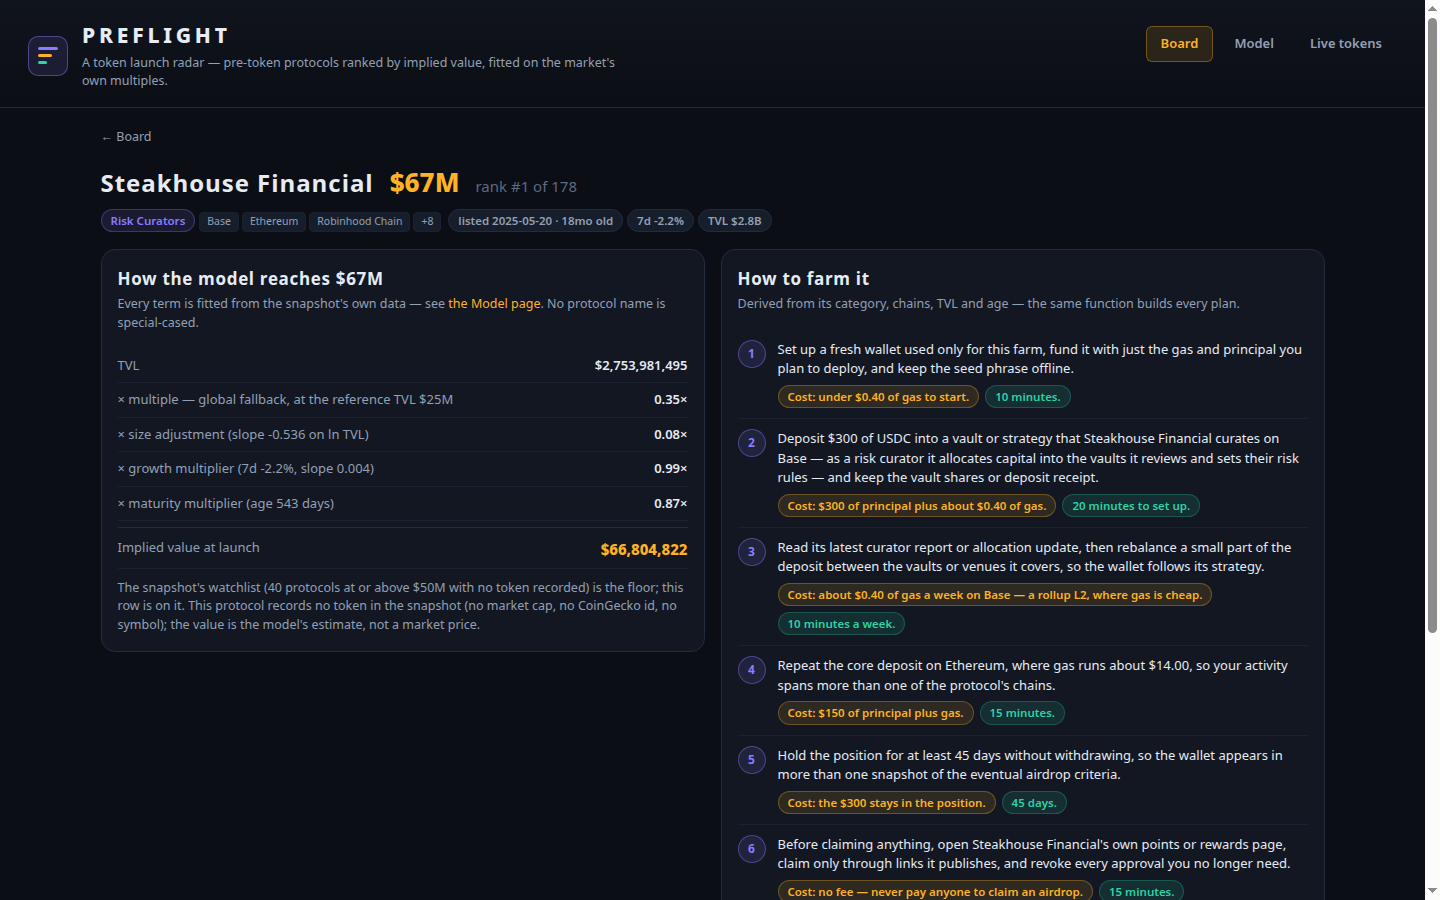 PREFLIGHT
A token launch radar — pre-token protocols ranked by implied value, fitted on the market's
own multiples.
Board
Model
Live tokens
← Board
Steakhouse Financial $67M rank #1 of 178
Risk Curators Base Ethereum Robinhood Chain +8 listed 2025-05-20 · 18mo old 7d -2.2% TVL $2.8B
How the model reaches $67M
Every term is fitted from the snapshot's own data — see the Model page. No protocol name is
special-cased.
TVL $2,753,981,495
× multiple — global fallback, at the reference TVL $25M 0.35×
× size adjustment (slope -0.536 on ln TVL) 0.08×
× growth multiplier (7d -2.2%, slope 0.004) 0.99×
× maturity multiplier (age 543 days) 0.87×
Implied value at launch $66,804,822
The snapshot's watchlist (40 protocols at or above $50M with no token recorded) is the floor; this
row is on it. This protocol records no token in the snapshot (no market cap, no CoinGecko id, no
symbol); the value is the model's estimate, not a market price.
How to farm it
Derived from its category, chains, TVL and age — the same function builds every plan.
1
Set up a fresh wallet used only for this farm, fund it with just the gas and principal you
plan to deploy, and keep the seed phrase offline.
Cost: under $0.40 of gas to start. 10 minutes.
2
Deposit $300 of USDC into a vault or strategy that Steakhouse Financial curates on
Base — as a risk curator it allocates capital into the vaults it reviews and sets their risk
rules — and keep the vault shares or deposit receipt.
Cost: $300 of principal plus about $0.40 of gas. 20 minutes to set up.
3
Read its latest curator report or allocation update, then rebalance a small part of the
deposit between the vaults or venues it covers, so the wallet follows its strategy.
Cost: about $0.40 of gas a week on Base — a rollup L2, where gas is cheap.
10 minutes a week.
4
Repeat the core deposit on Ethereum, where gas runs about $14.00, so your activity
spans more than one of the protocol's chains.
Cost: $150 of principal plus gas. 15 minutes.
5
Hold the position for at least 45 days without withdrawing, so the wallet appears in
more than one snapshot of the eventual airdrop criteria.
Cost: the $300 stays in the position. 45 days.
6
Before claiming anything, open Steakhouse Financial's own points or rewards page,
claim only through links it publishes, and revoke every approval you no longer need.
Cost: no fee — never pay anyone to claim an airdrop. 15 minutes.